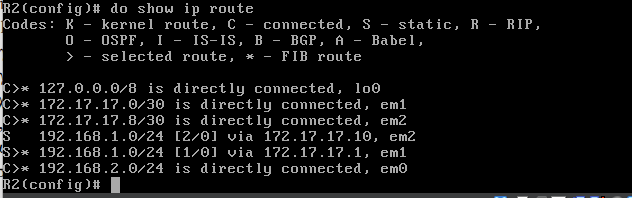 R2(config)# do show ip route
Codes: K - kernel route, C - connected, S - static, R - RIP,
       O - OSPF, I - IS-IS, B - BGP, A - Babel,
       > - selected route, * - FIB route

C>* 127.0.0.0/8 is directly connected, lo0
C>* 172.17.17.0/30 is directly connected, em1
C>* 172.17.17.8/30 is directly connected, em2
S   192.168.1.0/24 [2/0] via 172.17.17.10, em2
S>* 192.168.1.0/24 [1/0] via 172.17.17.1, em1
C>* 192.168.2.0/24 is directly connected, em0
R2(config)#